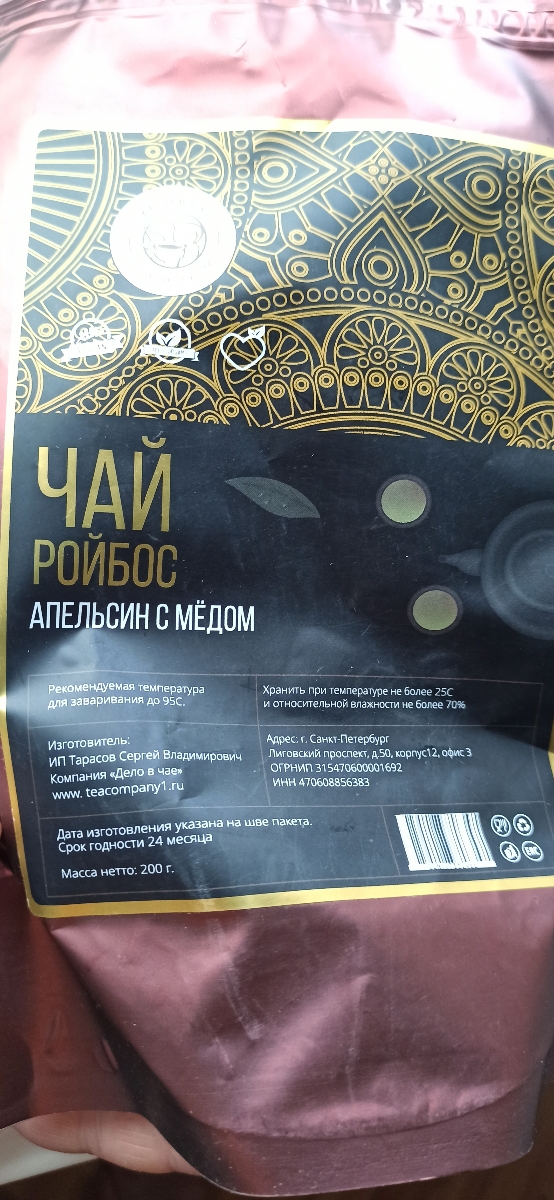 ЧАЙ
РОЙБОС
АПЕЛЬСИН С МЁДОМ
Рекомендуемая температура
для заваривания до 95С.
Хранить при температуре не более 25С
и относительной влажности не более 70%
Изготовитель:
ИП Тарасов Сергей Владимирович
Компания «Дело в чае»
www. teacompany1.ru
Адрес: г. Санкт-Петербург
Лиговский проспект, д.50, корпус12, офис 3
ОГРНИП 315470600001692
ИНН 470608856383
Дата изготовления указана на шве пакета.
Срок годности 24 месяца
Масса нетто: 200 г.
EAC